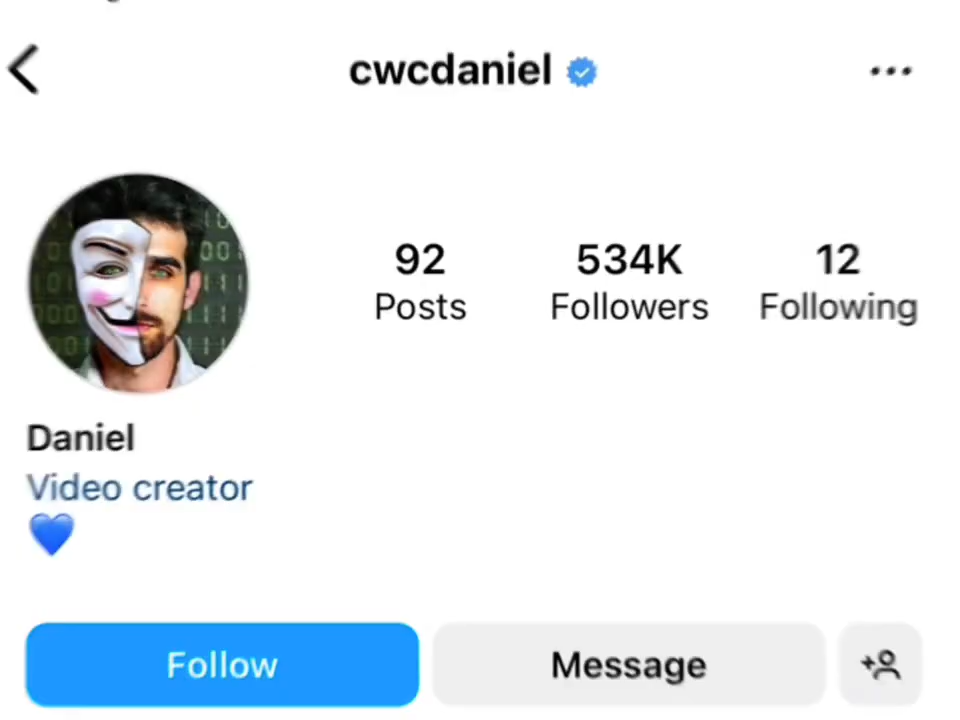 cwcdaniel
92 534K 12
Posts Followers Following
Daniel
Video creator
💙
Follow Message